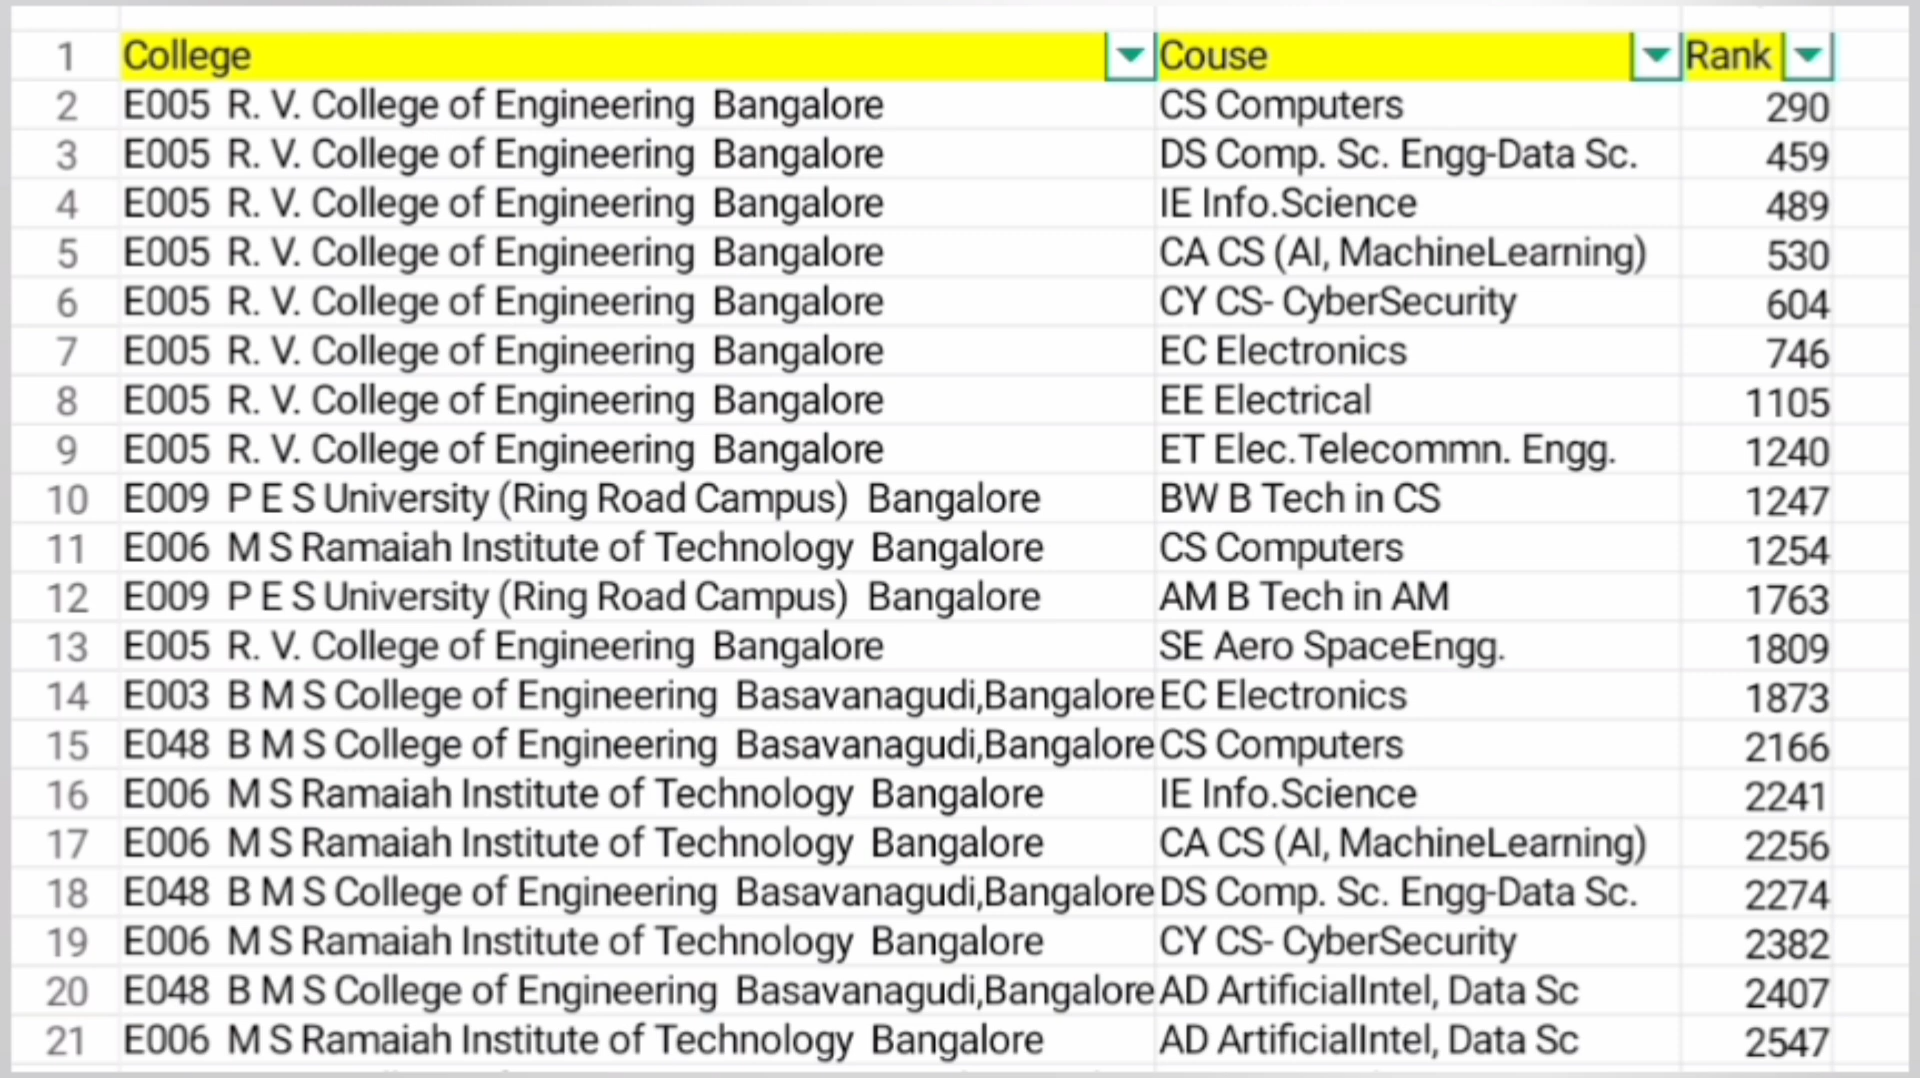 1 College Couse Rank
2 E005 R. V. College of Engineering Bangalore CS Computers 290
3 E005 R. V. College of Engineering Bangalore DS Comp. Sc. Engg-Data Sc. 459
4 E005 R. V. College of Engineering Bangalore IE Info.Science 489
5 E005 R. V. College of Engineering Bangalore CA CS (AI, MachineLearning) 530
6 E005 R. V. College of Engineering Bangalore CY CS- CyberSecurity 604
7 E005 R. V. College of Engineering Bangalore EC Electronics 746
8 E005 R. V. College of Engineering Bangalore EE Electrical 1105
9 E005 R. V. College of Engineering Bangalore ET Elec.Telecommn. Engg. 1240
10 E009 P E S University (Ring Road Campus) Bangalore BW B Tech in CS 1247
11 E006 M S Ramaiah Institute of Technology Bangalore CS Computers 1254
12 E009 P E S University (Ring Road Campus) Bangalore AM B Tech in AM 1763
13 E005 R. V. College of Engineering Bangalore SE Aero SpaceEngg. 1809
14 E003 B M S College of Engineering Basavanagudi,Bangalore EC Electronics 1873
15 E048 B M S College of Engineering Basavanagudi,Bangalore CS Computers 2166
16 E006 M S Ramaiah Institute of Technology Bangalore IE Info.Science 2241
17 E006 M S Ramaiah Institute of Technology Bangalore CA CS (AI, MachineLearning) 2256
18 E048 B M S College of Engineering Basavanagudi,Bangalore DS Comp. Sc. Engg-Data Sc. 2274
19 E006 M S Ramaiah Institute of Technology Bangalore CY CS- CyberSecurity 2382
20 E048 B M S College of Engineering Basavanagudi,Bangalore AD ArtificialIntel, Data Sc 2407
21 E006 M S Ramaiah Institute of Technology Bangalore AD ArtificialIntel, Data Sc 2547